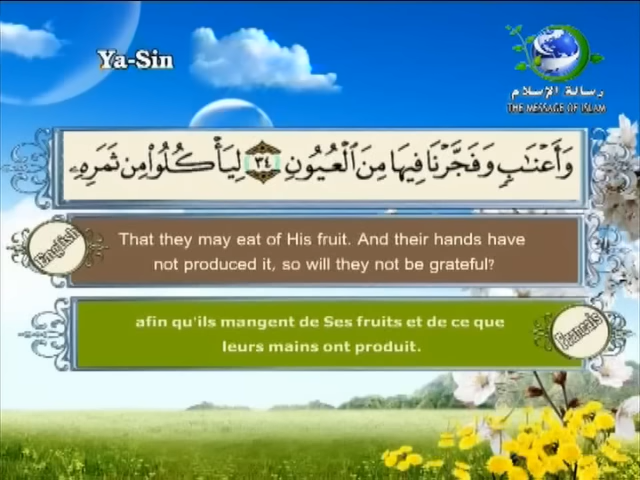 Ya-Sin
رسالة الإسلام
THE MESSAGE OF ISLAM
وَأَعْنَٰبٍ وَفَجَّرْنَا فِيهَا مِنَ ٱلْعُيُونِ ٣٤ لِيَأْكُلُوا۟ مِن ثَمَرِهِۦ
English
That they may eat of His fruit. And their hands have
not produced it, so will they not be grateful?
afin qu'ils mangent de Ses fruits et de ce que
leurs mains ont produit.
Français